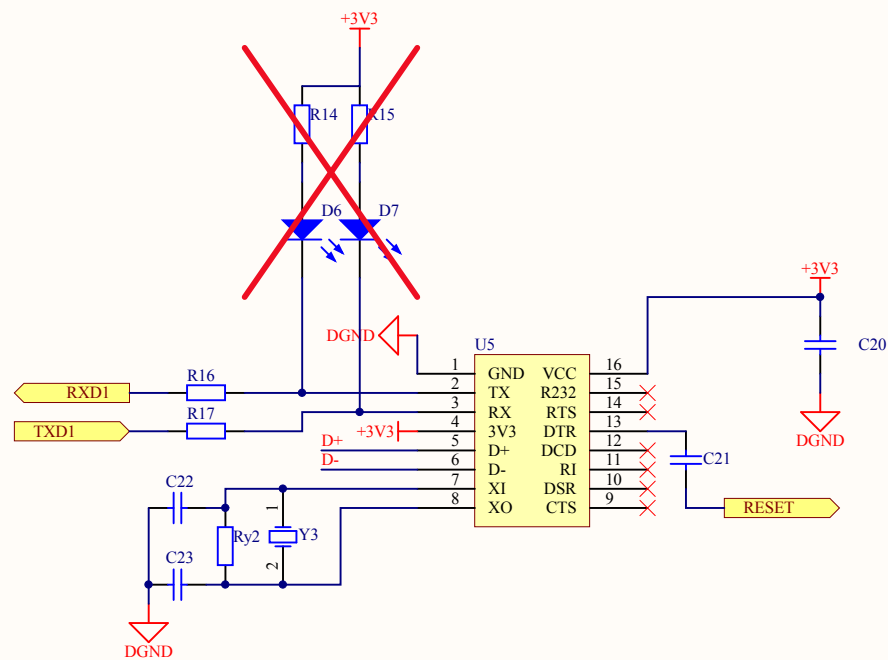 +3V3
R14 R15
D6 D7
+3V3
DGND
U5
C20
1 GND VCC 16
R16
RXD1
2 TX R232 15
3 RX RTS 14
R17
TXD1
+3V3
4 3V3 DTR 13
D+
5 D+ DCD 12
DGND
D-
6 D- RI 11
C21
7 XI DSR 10
C22
8 XO CTS 9
1
RESET
Ry2 Y3
C23
2
DGND